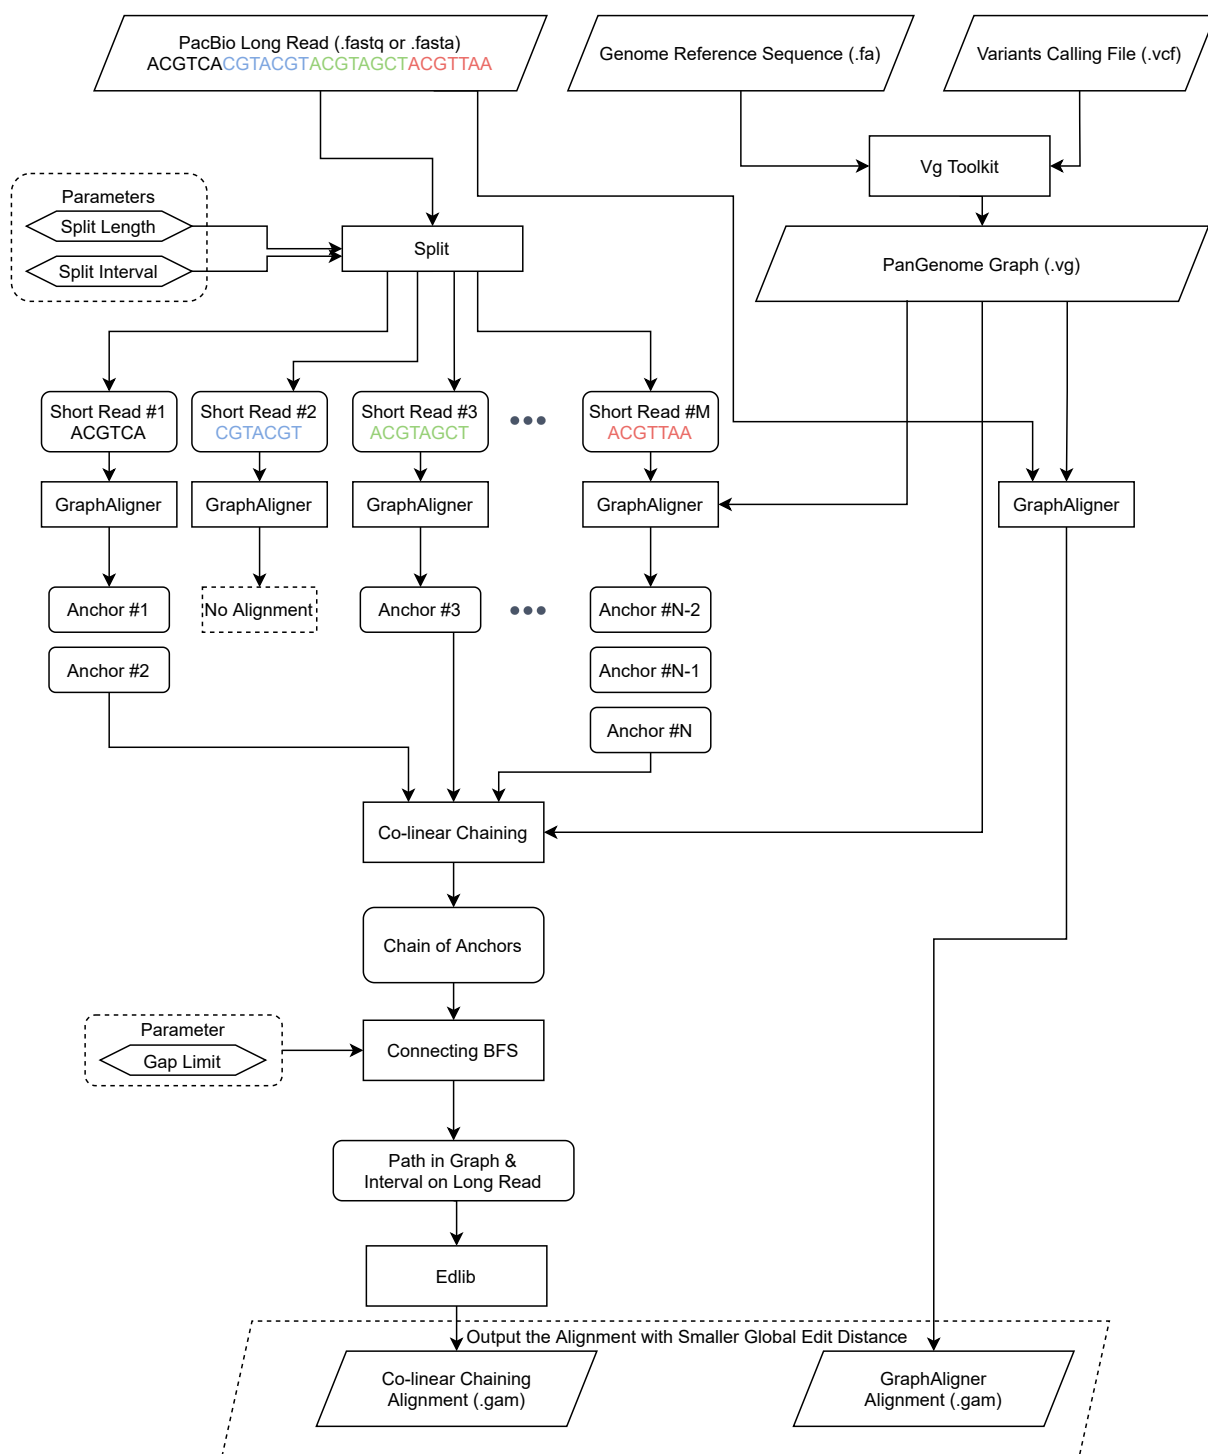 PacBio Long Read (.fastq or .fasta)
ACGTCACGTACGTACGTAGCTACGTTAA
Genome Reference Sequence (.fa)
Variants Calling File (.vcf)
Vg Toolkit
Parameters
Split Length
Split Interval
Split
PanGenome Graph (.vg)
Short Read #1
ACGTCA
Short Read #2
CGTACGT
Short Read #3
ACGTAGCT
Short Read #M
ACGTTAA
GraphAligner
GraphAligner
GraphAligner
GraphAligner
GraphAligner
Anchor #1
No Alignment
Anchor #3
Anchor #N-2
Anchor #2
Anchor #N-1
Anchor #N
Co-linear Chaining
Chain of Anchors
Parameter
Gap Limit
Connecting BFS
Path in Graph &
Interval on Long Read
Edlib
Output the Alignment with Smaller Global Edit Distance
Co-linear Chaining
Alignment (.gam)
GraphAligner
Alignment (.gam)